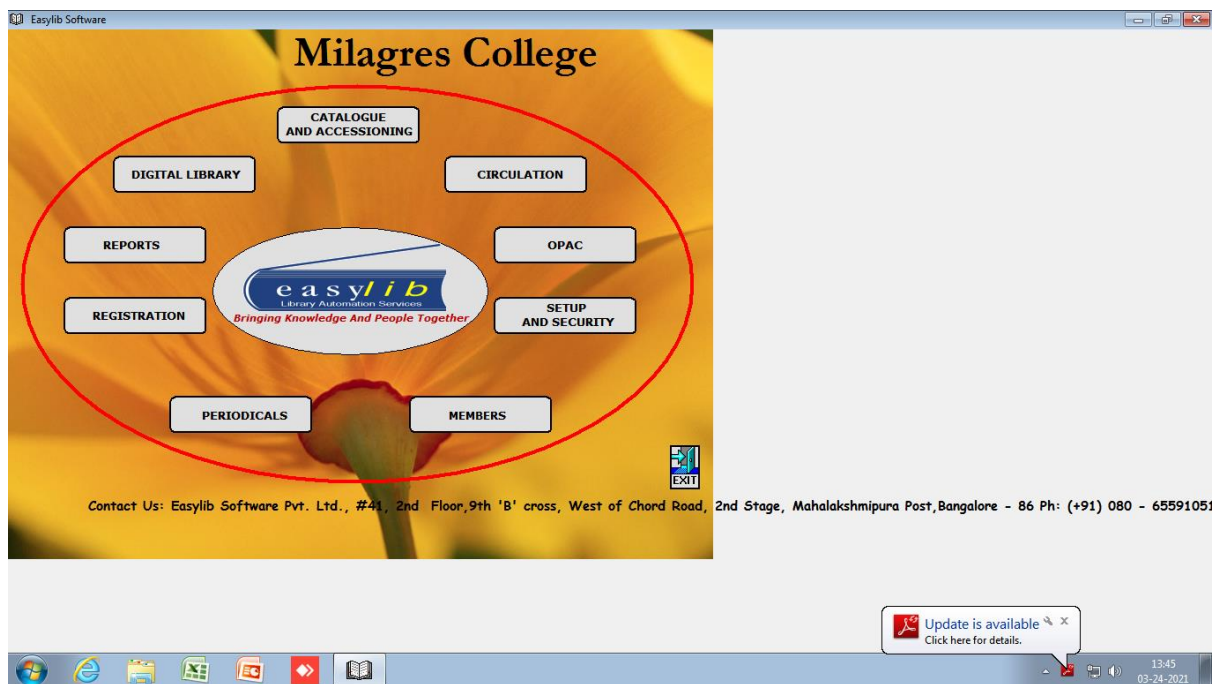 Easylib Software
Milagres College
CATALOGUE
AND ACCESSIONING
DIGITAL LIBRARY
CIRCULATION
REPORTS
OPAC
easylib
Library Automation Services
Bringing Knowledge And People Together
REGISTRATION
SETUP
AND SECURITY
PERIODICALS
MEMBERS
EXIT
Contact Us: Easylib Software Pvt. Ltd., #41, 2nd Floor,9th 'B' cross, West of Chord Road, 2nd Stage, Mahalakshmipura Post,Bangalore - 86 Ph: (+91) 080 - 65591051
Update is available
Click here for details.
13:45
03-24-2021